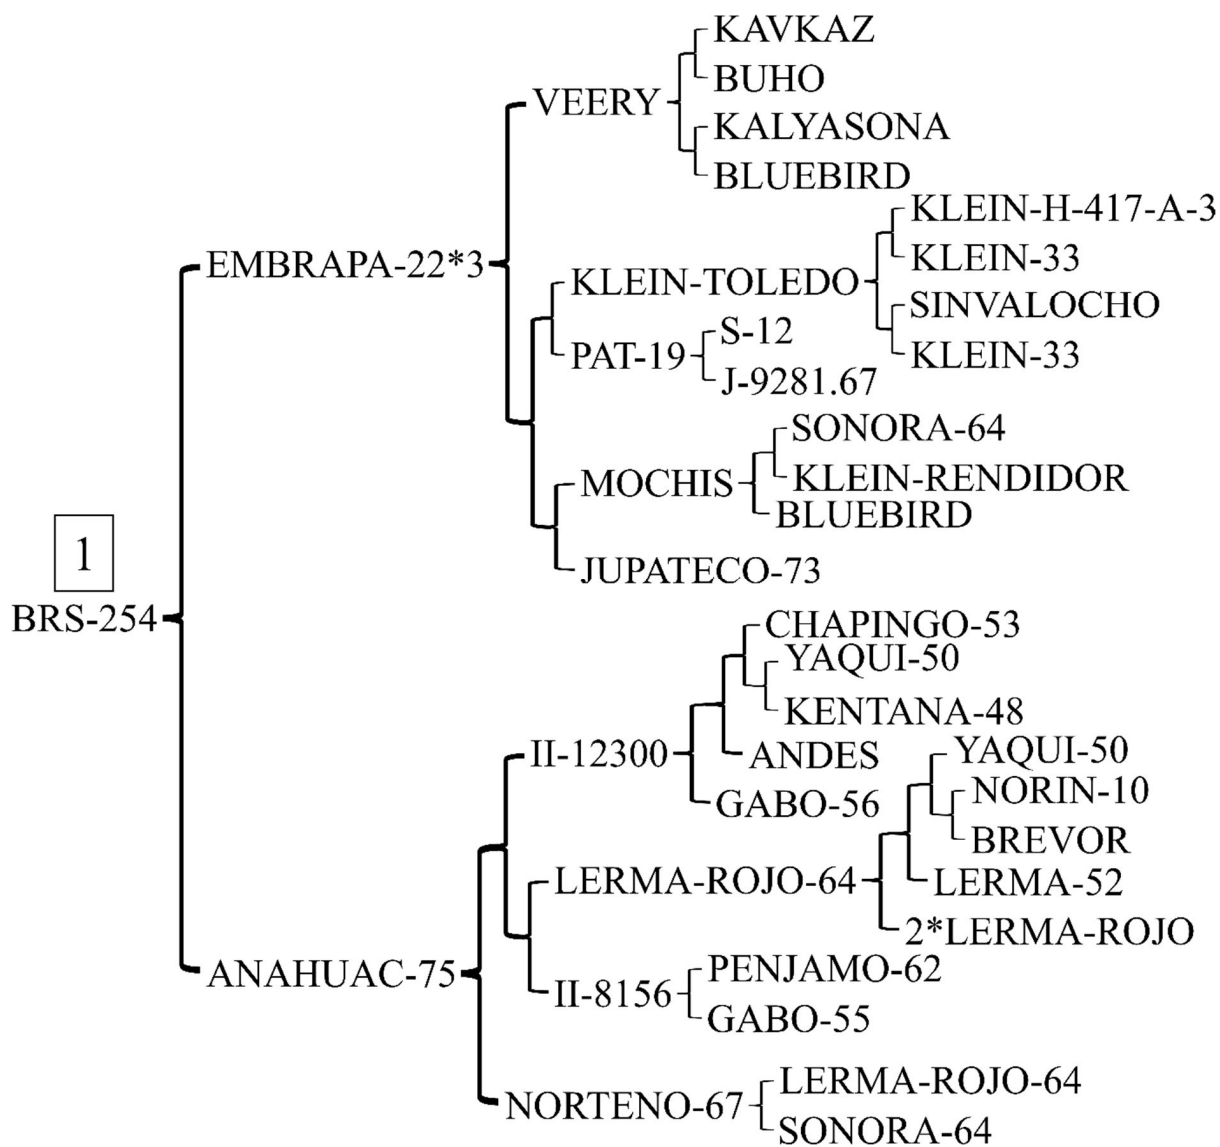 KAVKAZ
BUHO
VEERY
KALYASONA
BLUEBIRD
KLEIN-H-417-A-3
KLEIN-33
EMBRAPA-22*3
KLEIN-TOLEDO
SINVALOCHO
S-12
KLEIN-33
PAT-19
J-9281.67
SONORA-64
KLEIN-RENDIDOR
MOCHIS
BLUEBIRD
1
JUPATECO-73
BRS-254
CHAPINGO-53
YAQUI-50
KENTANA-48
II-12300
ANDES
YAQUI-50
NORIN-10
GABO-56
BREVOR
LERMA-ROJO-64
LERMA-52
2*LERMA-ROJO
ANAHUAC-75
PENJAMO-62
II-8156
GABO-55
LERMA-ROJO-64
NORTENO-67
SONORA-64